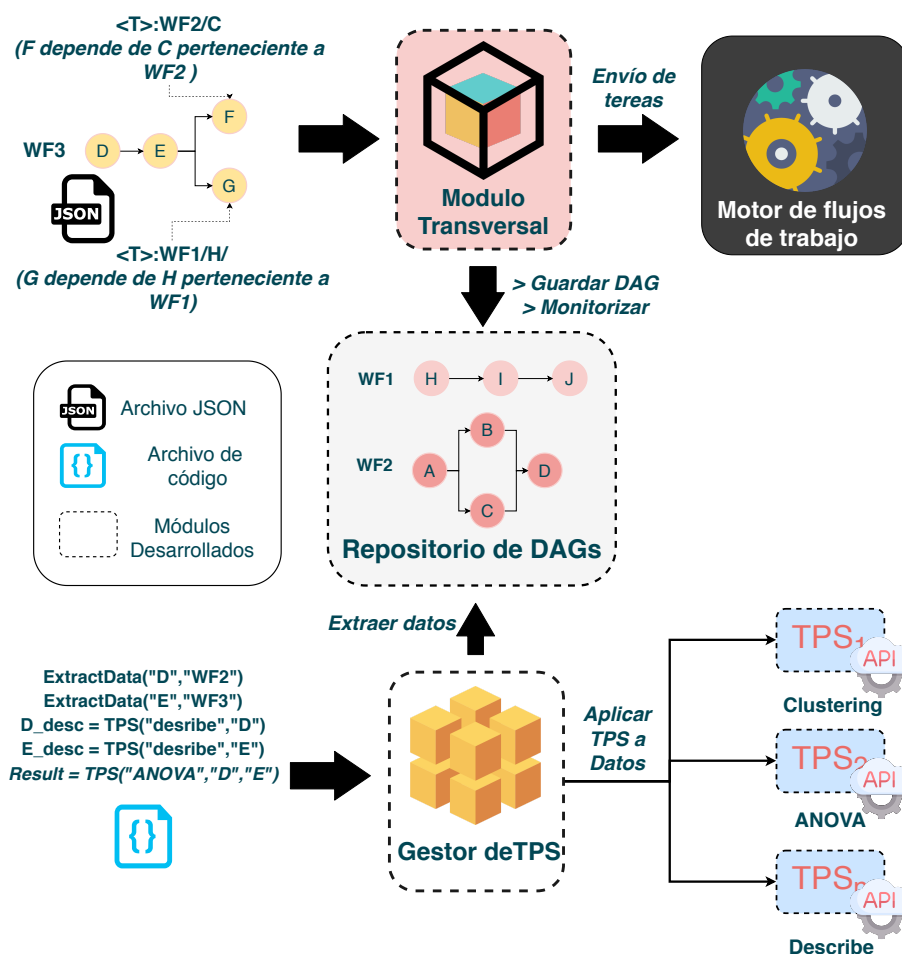 <T>:WF2/C
(F depende de C perteneciente a
WF2 )
F
WF3
D
E
G
JSON
<T>:WF1/H/
(G depende de H perteneciente a
WF1)
Modulo
Transversal
Envío de
tereas
Motor de flujos
de trabajo
> Guardar DAG
> Monitorizar
WF1
H
I
J
WF2
A
B
C
D
Repositorio de DAGs
JSON
Archivo JSON
{}
Archivo de
código
Módulos
Desarrollados
Extraer datos
ExtractData("D","WF2")
ExtractData("E","WF3")
D_desc = TPS("desribe","D")
E_desc = TPS("desribe","E")
Result = TPS("ANOVA","D","E")
{}
Gestor deTPS
Aplicar
TPS a
Datos
TPS1
API
Clustering
TPS2
API
ANOVA
TPSn
API
Describe